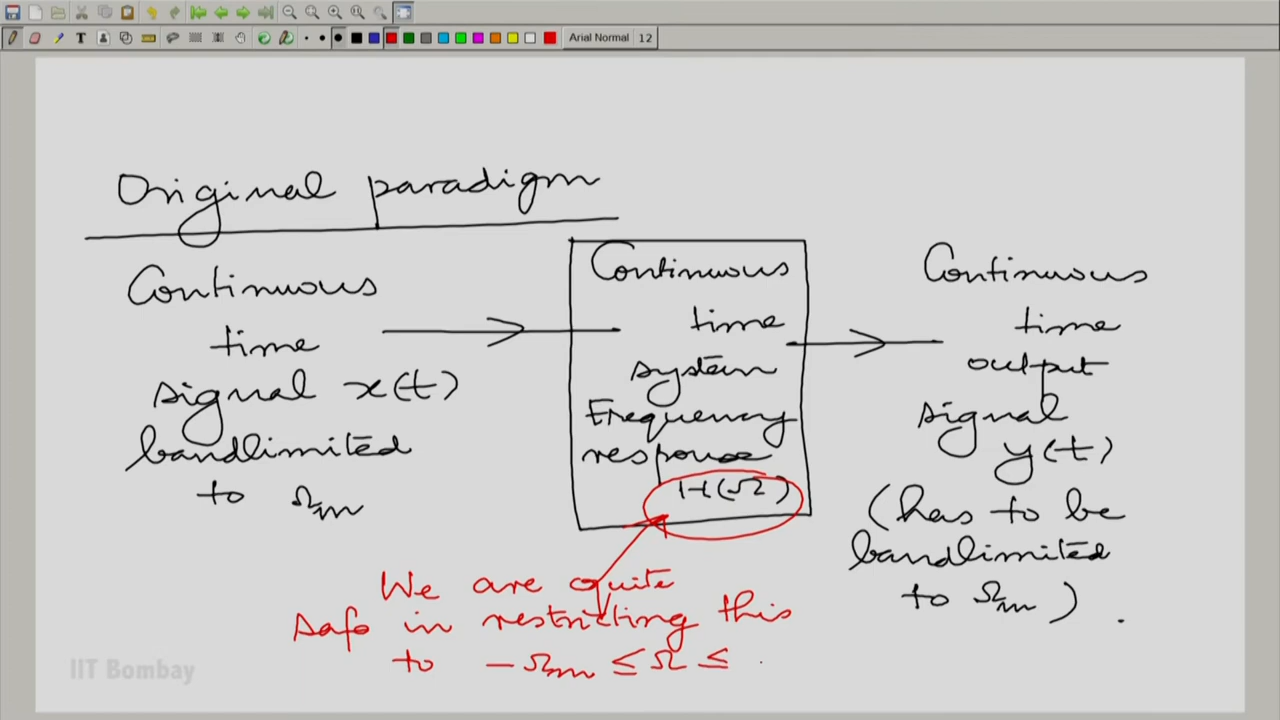 Arial Normal 12
Original paradigm
Continuous
time
signal x(t)
bandlimited
to Ωm
Continuous
time
system
Frequency
response
H(Ω)
Continuous
time
output
signal
y(t)
(has to be
bandlimited
to Ωm)
We are quite
safe in restricting this
to -Ωm ≤ Ω ≤
IIT Bombay